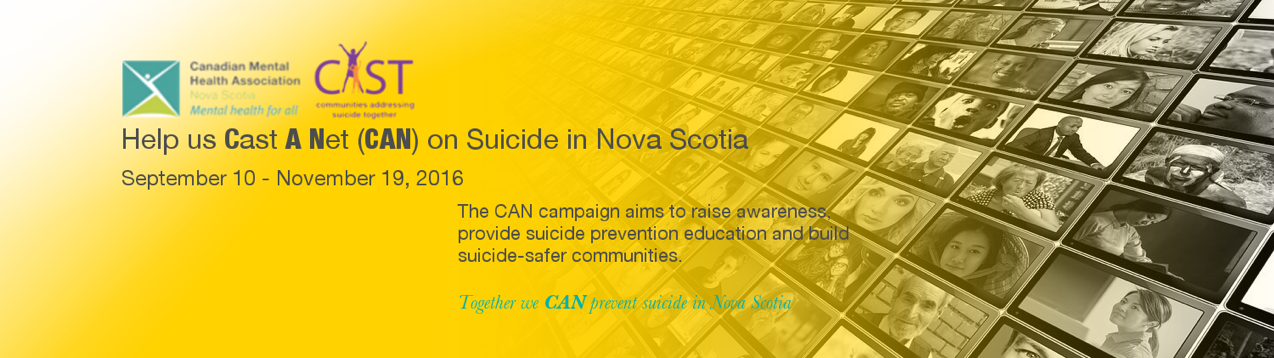 Canadian Mental
Health Association
Nova Scotia
Mental health for all
CAST
communities addressing
suicide together
Help us Cast A Net (CAN) on Suicide in Nova Scotia
September 10 - November 19, 2016
The CAN campaign aims to raise awareness,
provide suicide prevention education and build
suicide-safer communities.
Together we CAN prevent suicide in Nova Scotia